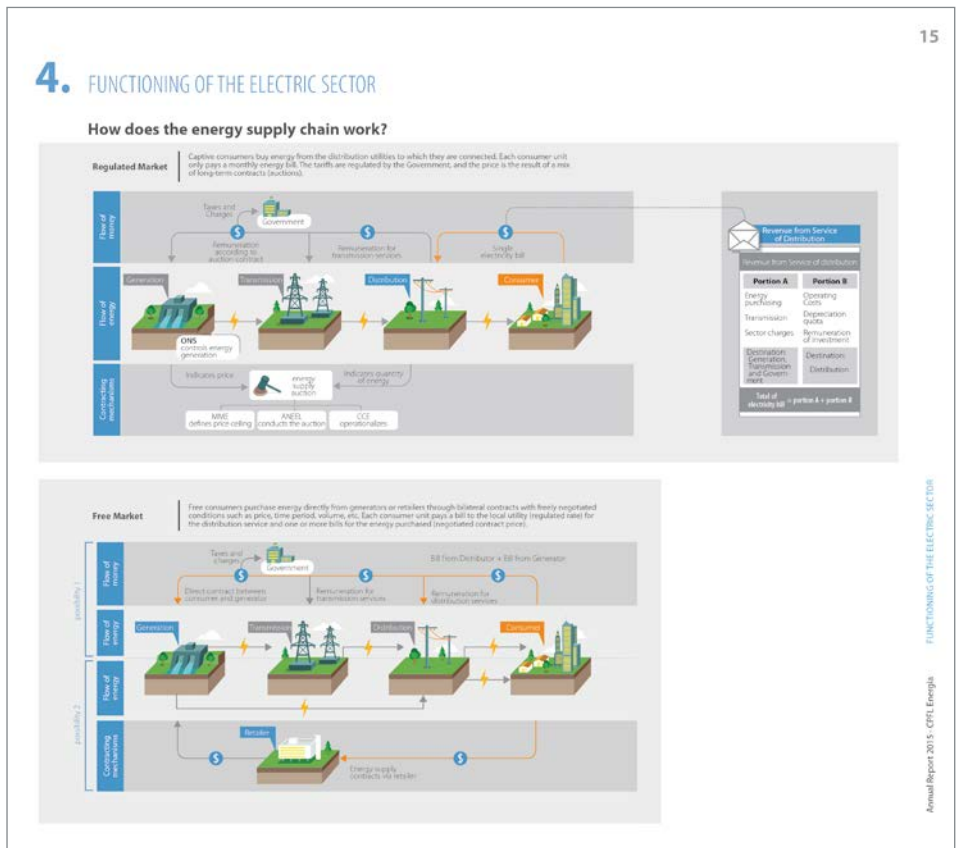 15
4. FUNCTIONING OF THE ELECTRIC SECTOR
How does the energy supply chain work?
Regulated Market
Captive consumers buy energy from the distribution utilities to which they are connected. Each consumer unit
only pays a monthly energy bill. The tariffs are regulated by the Government, and the price is the result of a mix
of long-term contracts (auctions).
Flow of
money
Taxes and
Charges
Government
$
$
$
Remuneration
according to
auction contract
Remuneration for
transmission services
Single
electricity bill
Flow of
energy
Generation
Transmission
Distribution
Consumer
ONS
controls energy
generation
Contracting
mechanisms
Indicates price
energy
supply
auction
Indicates quantity
of energy
MME
defines price ceiling
ANEEL
conducts the auction
CCE
operationalizes
Revenue from Service
of Distribution
Revenue from Service of distribution
Portion A
Portion B
Energy
purchasing
Operating
costs
Transmission
Depreciation
quota
Sector charges
Remuneration
of Investment
Destination:
Generation,
Transmission
and Govern-
ment
Destination:
Distribution
Total of
electricity bill = portion A + portion B
Free Market
Free consumers purchase energy directly from generators or retailers through bilateral contracts with freely negotiated
conditions such as price, time period, volume, etc. Each consumer unit pays a bill to the local utility (regulated rate) for
the distribution service and one or more bills for the energy purchased (negotiated contract price).
possibility 1
Flow of
money
Taxes and
charges
Government
Bill from Distributor + Bill from Generator
$
$
$
Direct contract between
consumer and generator
Remuneration for
transmission services
Remuneration for
distribution services
Flow of
energy
Generation
Transmission
Distribution
Consumer
possibility 2
Flow of
energy
Contracting
mechanisms
Retailer
$
$
Energy supply
contracts via retailer
FUNCTIONING OF THE ELECTRIC SECTOR
Annual Report 2015 - CPFL Energia